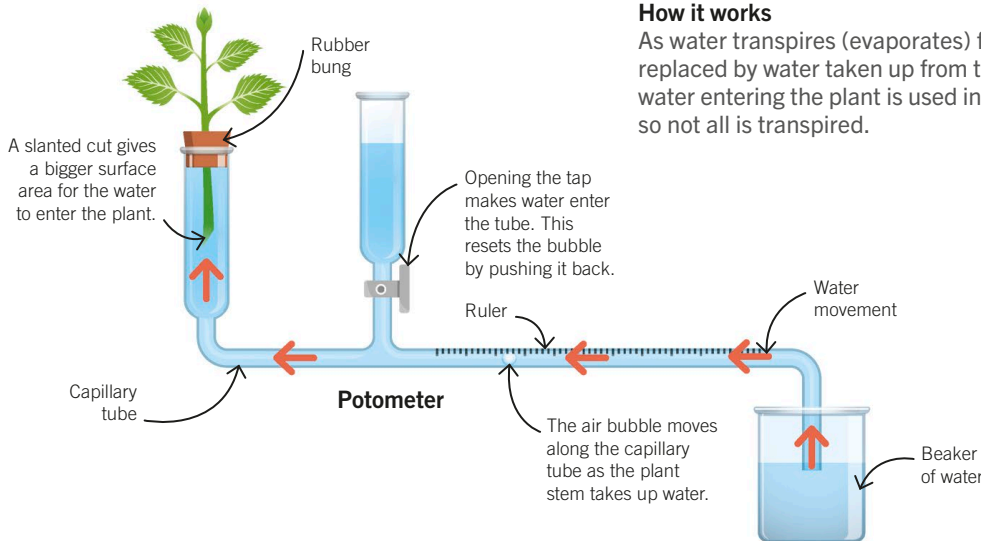 How it works
As water transpires (evaporates) f
replaced by water taken up from t
water entering the plant is used in
so not all is transpired.
Rubber
bung
A slanted cut gives
a bigger surface
area for the water
to enter the plant.
Opening the tap
makes water enter
the tube. This
resets the bubble
by pushing it back.
Ruler
Water
movement
Capillary
tube
Potometer
The air bubble moves
along the capillary
tube as the plant
stem takes up water.
Beaker
of water